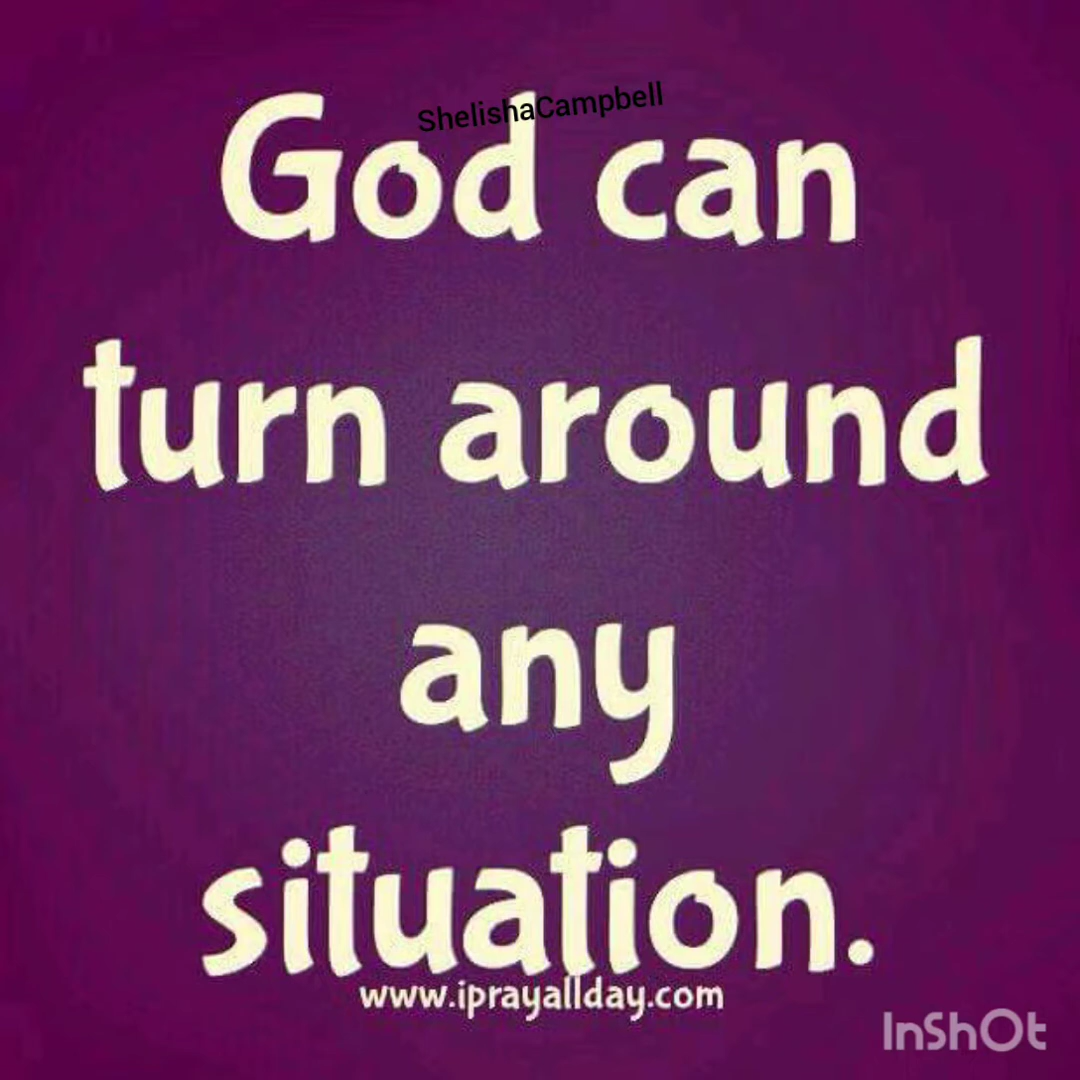 ShelishaCampbell
God can
turn around
any
situation.
www.iprayallday.com
InShOt